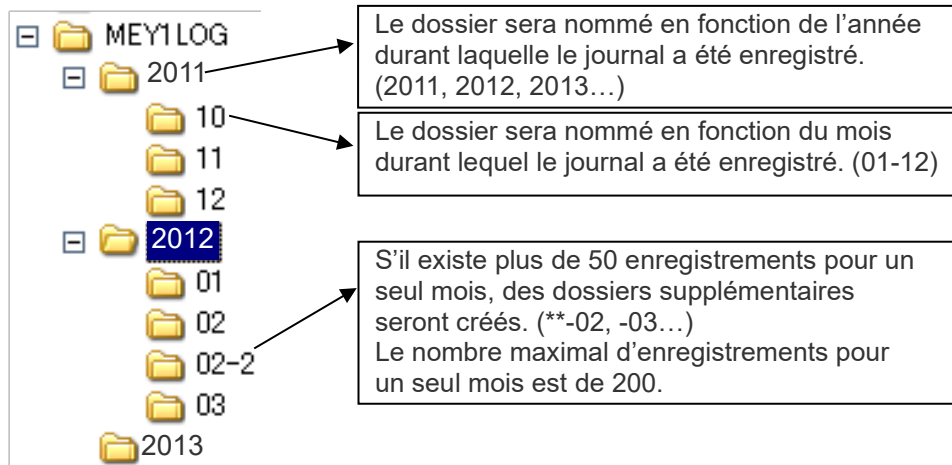 MEY1LOG
2011
10
11
12
2012
01
02
02-2
03
2013
Le dossier sera nommé en fonction de l’année
durant laquelle le journal a été enregistré.
(2011, 2012, 2013…)
Le dossier sera nommé en fonction du mois
durant lequel le journal a été enregistré. (01-12)
S’il existe plus de 50 enregistrements pour un
seul mois, des dossiers supplémentaires
seront créés. (**-02, -03…)
Le nombre maximal d’enregistrements pour
un seul mois est de 200.